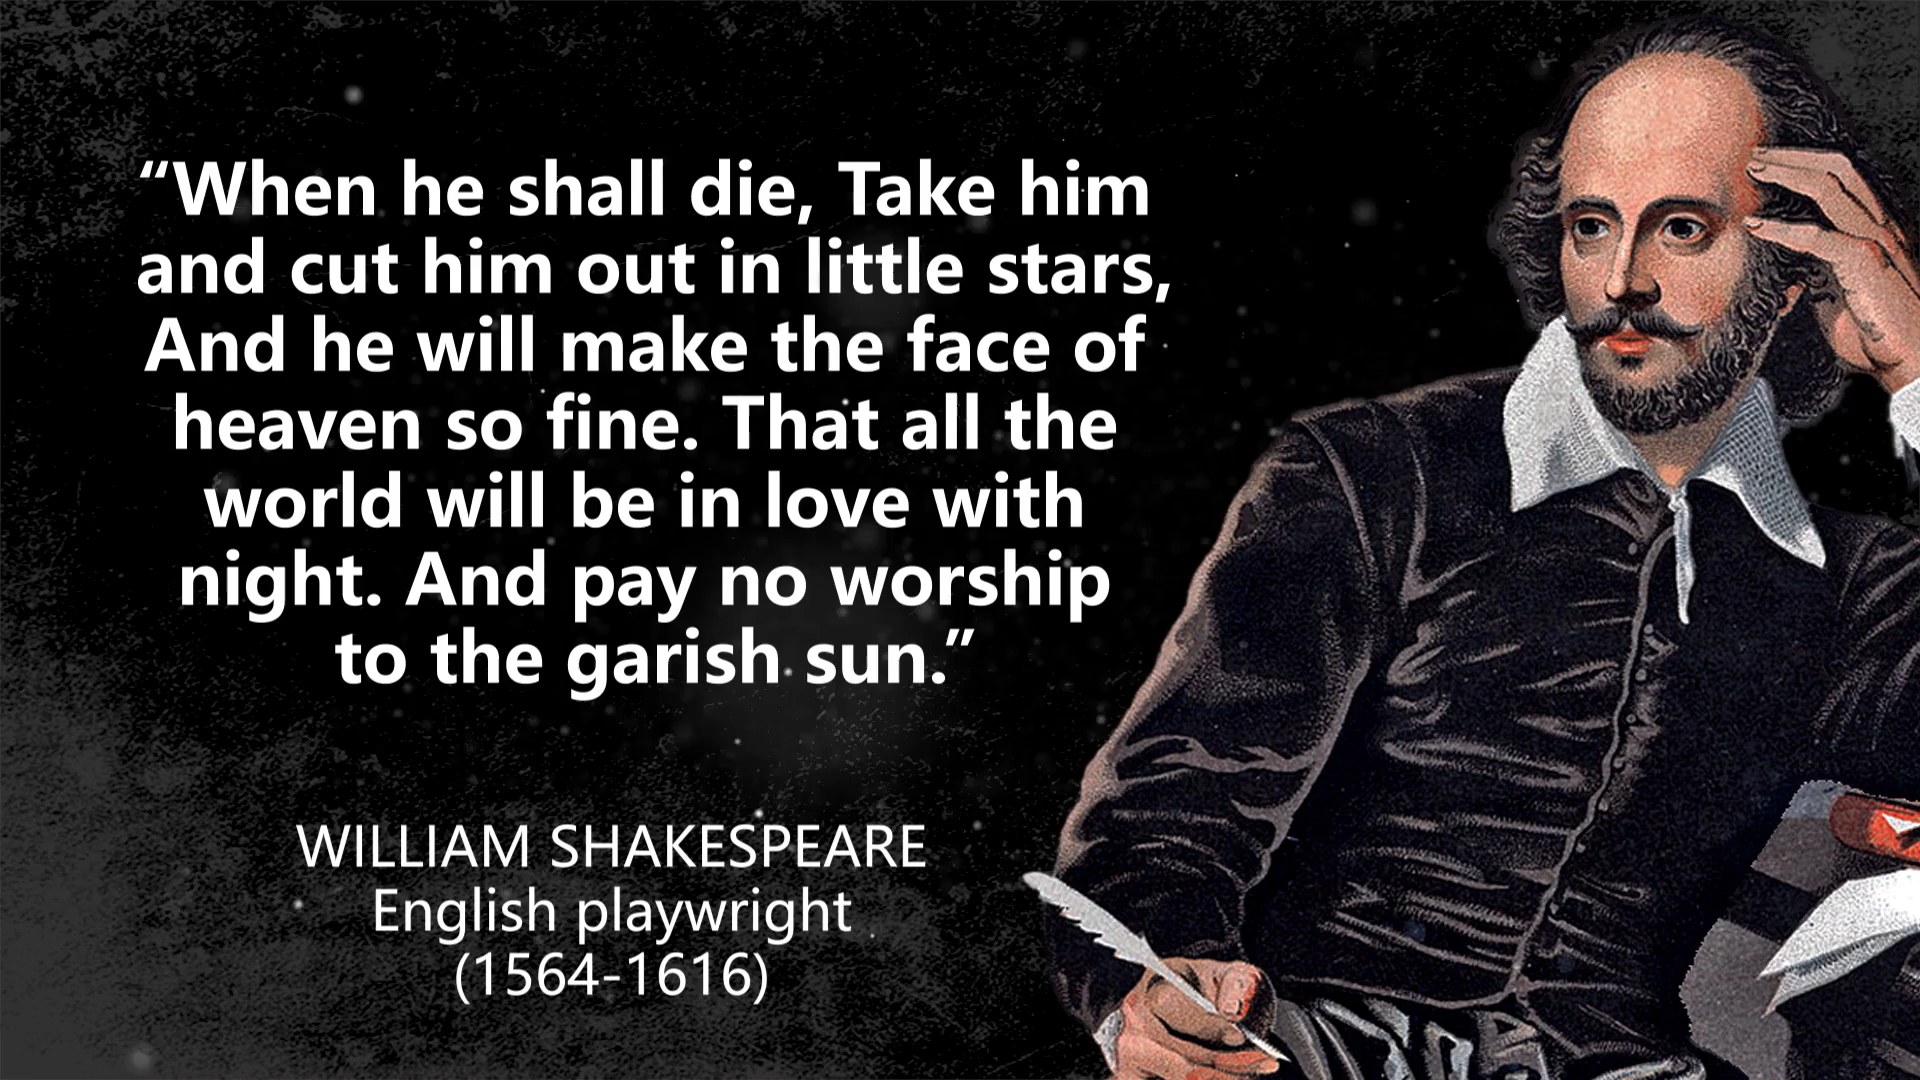 “When he shall die, Take him
and cut him out in little stars,
And he will make the face of
heaven so fine. That all the
world will be in love with
night. And pay no worship
to the garish sun.”
WILLIAM SHAKESPEARE
English playwright
(1564-1616)